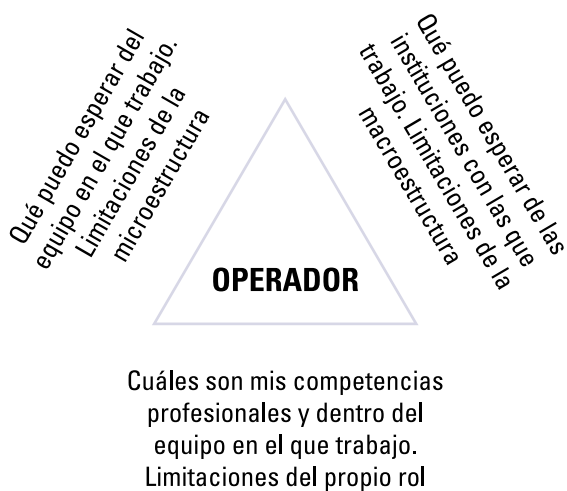 Qué puedo esperar del
equipo en el que trabajo.
Limitaciones de la
microestructura
Qué puedo esperar de las
instituciones con las que
trabajo. Limitaciones de la
macroestructura
OPERADOR
Cuáles son mis competencias
profesionales y dentro del
equipo en el que trabajo.
Limitaciones del propio rol